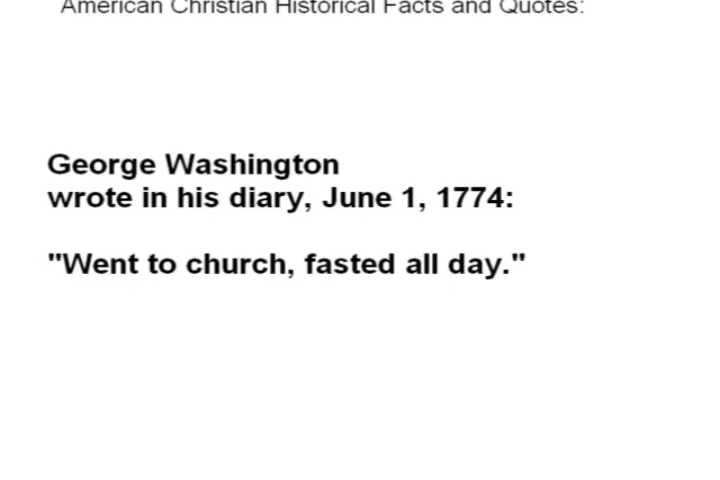 American Christian Historical Facts and Quotes:
George Washington
wrote in his diary, June 1, 1774:
"Went to church, fasted all day."